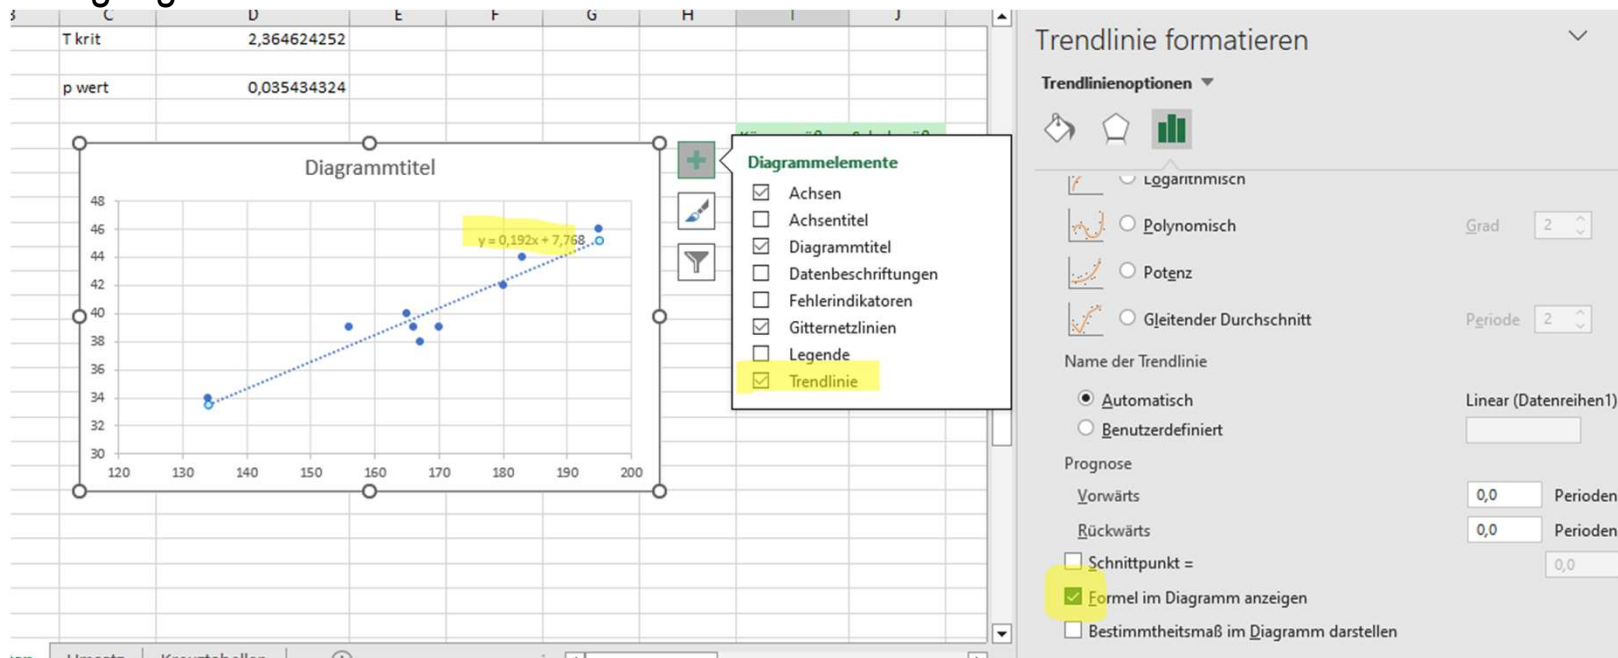 C D E F G H I J
T krit 2,364624252
p wert 0,035434324
Diagrammtitel
48
46
44
42
40
38
36
34
32
30
y = 0,192x + 7,768
120 130 140 150 160 170 180 190 200
Diagrammelemente
Achsen
Achsentitel
Diagrammtitel
Datenbeschriftungen
Fehlerindikatoren
Gitternetzlinien
Legende
Trendlinie
Umsatz Kreuztabellen
Trendlinie formatieren
Trendlinienoptionen
Logarithmisch
Polynomisch Grad 2
Potenz
Gleitender Durchschnitt Periode 2
Name der Trendlinie
Automatisch Linear (Datenreihen1)
Benutzerdefiniert
Prognose
Vorwärts 0,0 Perioden
Rückwärts 0,0 Perioden
Schnittpunkt = 0,0
Formel im Diagramm anzeigen
Bestimmtheitsmaß im Diagramm darstellen